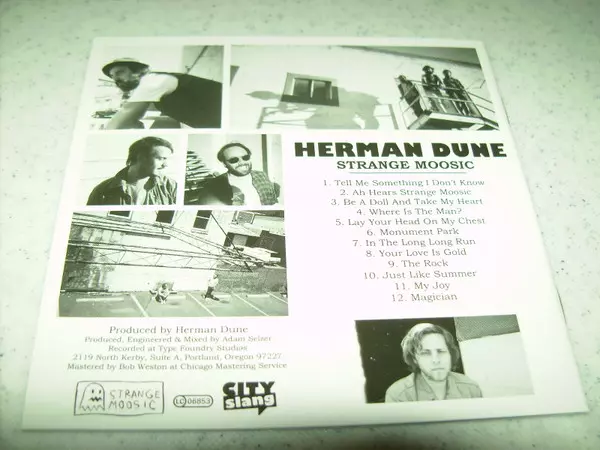 HERMAN DUNE
STRANGE MOOSIC
1. Tell Me Something I Don't Know
2. Ah Hears Strange Moosic
3. Be A Doll And Take My Heart
4. Where Is The Man?
5. Lay Your Head On My Chest
6. Monument Park
7. In The Long Long Run
8. Your Love Is Gold
9. The Rock
10. Just Like Summer
11. My Joy
12. Magician
Produced by Herman Dune
Produced, Engineered & Mixed by Adam Selzer
Recorded at Type Foundry Studios
2119 North Kerby, Suite A, Portland, Oregon 97227
Mastered by Bob Weston at Chicago Mastering Service
STRANGE
MOOSIC
LC 06853
CITY
slang